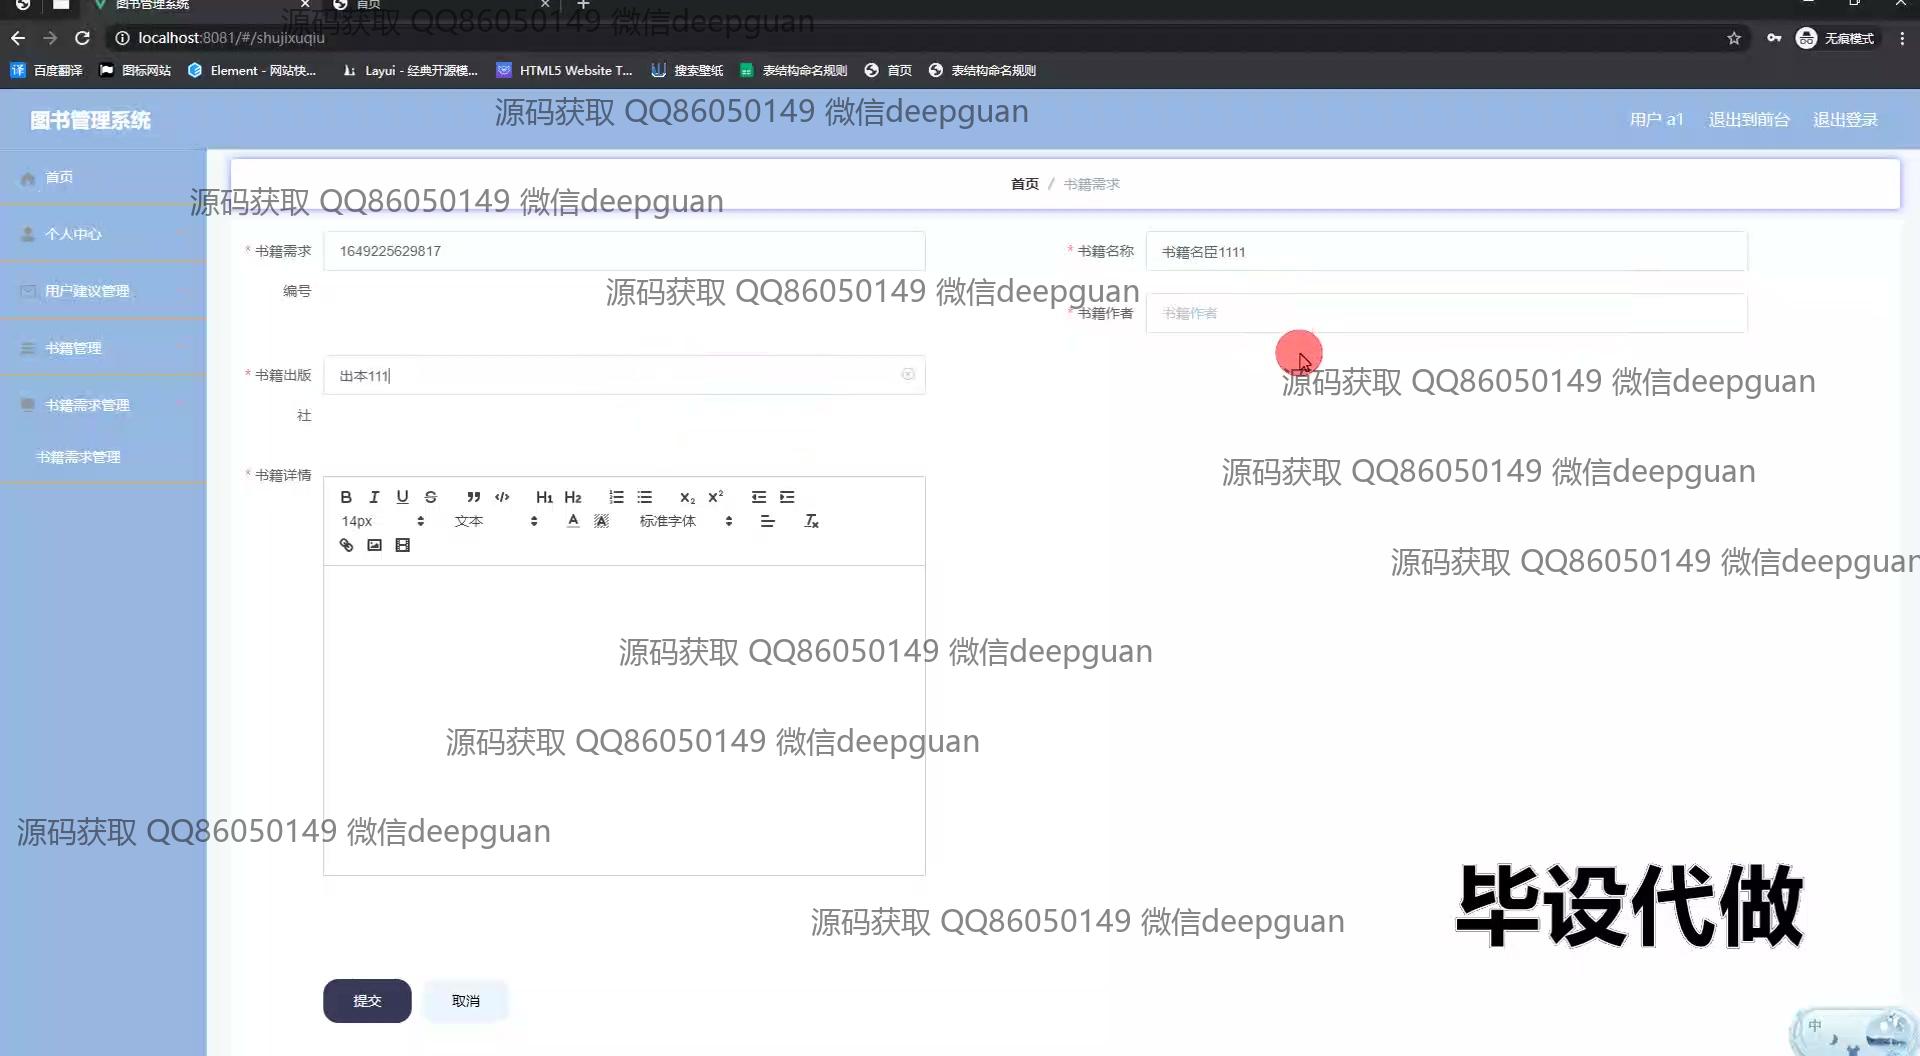 图书管理系统
首页
localhost:8081/#/shujixuqiu
无痕模式
百度翻译
图标网站
Element - 网站快...
Layui - 经典开源模...
HTML5 Website T...
搜索壁纸
表结构命名规则
首页
表结构命名规则
源码获取 QQ86050149 微信deepguan
图书管理系统
源码获取 QQ86050149 微信deepguan
用户 a1
退出到前台
退出登录
首页
个人中心
用户建议管理
书籍管理
书籍需求管理
书籍需求管理
首页 / 书籍需求
源码获取 QQ86050149 微信deepguan
* 书籍需求
编号
1649225629817
* 书籍名称
书籍名臣1111
源码获取 QQ86050149 微信deepguan
* 书籍作者
书籍作者
* 书籍出版
社
出本111
源码获取 QQ86050149 微信deepguan
源码获取 QQ86050149 微信deepguan
* 书籍详情
B I U S H1 H2 X2 X2
14px 文本 A A 标准字体
源码获取 QQ86050149 微信deepguan
源码获取 QQ86050149 微信deepguan
源码获取 QQ86050149 微信deepguan
源码获取 QQ86050149 微信deepguan
源码获取 QQ86050149 微信deepguan
毕设代做
提交
取消
中